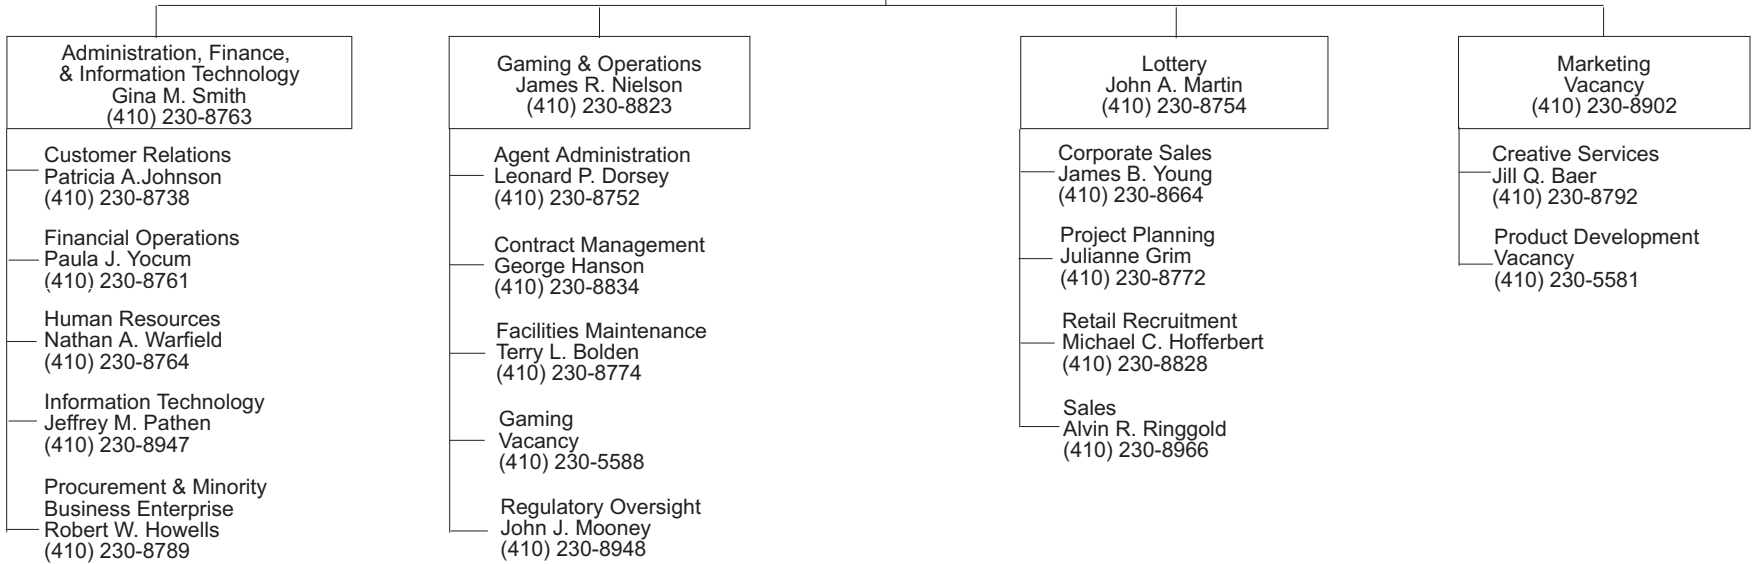 Administration, Finance,
& Information Technology
Gina M. Smith
(410) 230-8763
Customer Relations
Patricia A.Johnson
(410) 230-8738
Financial Operations
Paula J. Yocum
(410) 230-8761
Human Resources
Nathan A. Warfield
(410) 230-8764
Information Technology
Jeffrey M. Pathen
(410) 230-8947
Procurement & Minority
Business Enterprise
Robert W. Howells
(410) 230-8789
Gaming & Operations
James R. Nielson
(410) 230-8823
Agent Administration
Leonard P. Dorsey
(410) 230-8752
Contract Management
George Hanson
(410) 230-8834
Facilities Maintenance
Terry L. Bolden
(410) 230-8774
Gaming
Vacancy
(410) 230-5588
Regulatory Oversight
John J. Mooney
(410) 230-8948
Lottery
John A. Martin
(410) 230-8754
Corporate Sales
James B. Young
(410) 230-8664
Project Planning
Julianne Grim
(410) 230-8772
Retail Recruitment
Michael C. Hofferbert
(410) 230-8828
Sales
Alvin R. Ringgold
(410) 230-8966
Marketing
Vacancy
(410) 230-8902
Creative Services
Jill Q. Baer
(410) 230-8792
Product Development
Vacancy
(410) 230-5581